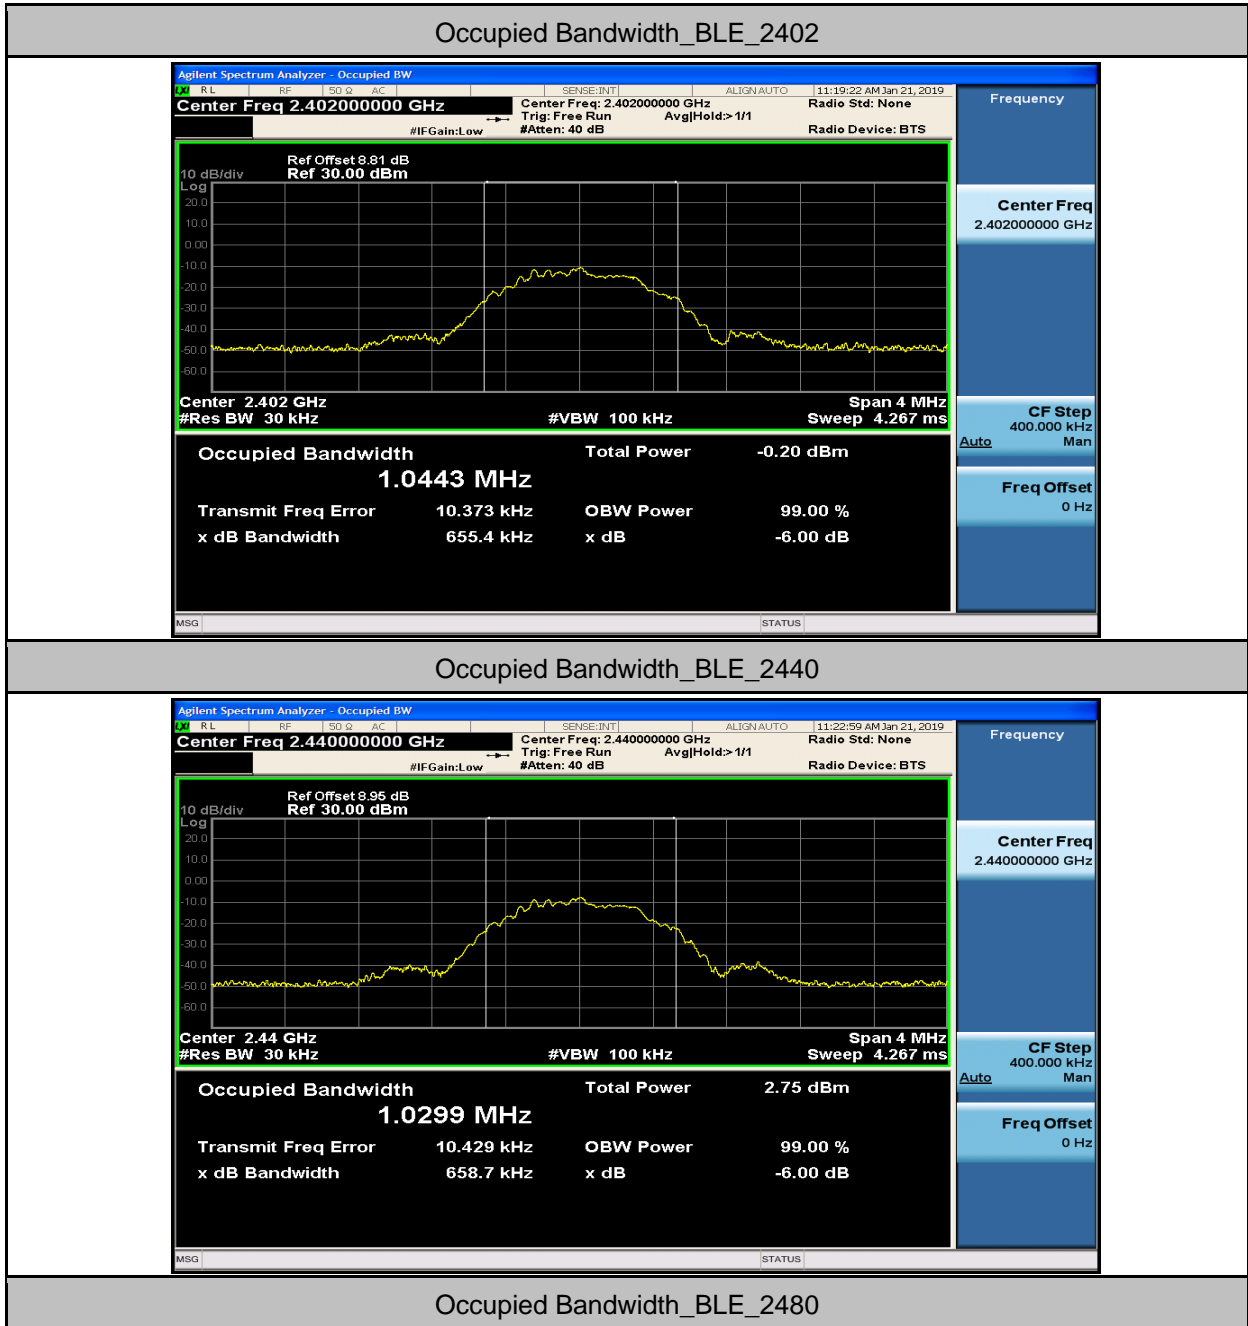 Occupied Bandwidth_BLE_2402
Agilent Spectrum Analyzer - Occupied BW
LXI RL RF 50 Ω AC SENSE:INT ALIGN AUTO 11:19:22 AM Jan 21, 2019
Center Freq 2.402000000 GHz Center Freq: 2.402000000 GHz Radio Std: None
Trig: Free Run Avg|Hold:>1/1
#IFGain:Low #Atten: 40 dB Radio Device: BTS
Frequency
Ref Offset 8.81 dB
10 dB/div Ref 30.00 dBm
Log
20.0
10.0
0.00
-10.0
-20.0
-30.0
-40.0
-50.0
-60.0
Center Freq
2.402000000 GHz
Center 2.402 GHz Span 4 MHz
#Res BW 30 kHz #VBW 100 kHz Sweep 4.267 ms
CF Step
400.000 kHz
Auto Man
Occupied Bandwidth Total Power -0.20 dBm
1.0443 MHz
Transmit Freq Error 10.373 kHz OBW Power 99.00 %
x dB Bandwidth 655.4 kHz x dB -6.00 dB
Freq Offset
0 Hz
MSG STATUS
Occupied Bandwidth_BLE_2440
Agilent Spectrum Analyzer - Occupied BW
LXI RL RF 50 Ω AC SENSE:INT ALIGN AUTO 11:22:59 AM Jan 21, 2019
Center Freq 2.440000000 GHz Center Freq: 2.440000000 GHz Radio Std: None
Trig: Free Run Avg|Hold:>1/1
#IFGain:Low #Atten: 40 dB Radio Device: BTS
Frequency
Ref Offset 8.95 dB
10 dB/div Ref 30.00 dBm
Log
20.0
10.0
0.00
-10.0
-20.0
-30.0
-40.0
-50.0
-60.0
Center Freq
2.440000000 GHz
Center 2.44 GHz Span 4 MHz
#Res BW 30 kHz #VBW 100 kHz Sweep 4.267 ms
CF Step
400.000 kHz
Auto Man
Occupied Bandwidth Total Power 2.75 dBm
1.0299 MHz
Transmit Freq Error 10.429 kHz OBW Power 99.00 %
x dB Bandwidth 658.7 kHz x dB -6.00 dB
Freq Offset
0 Hz
MSG STATUS
Occupied Bandwidth_BLE_2480